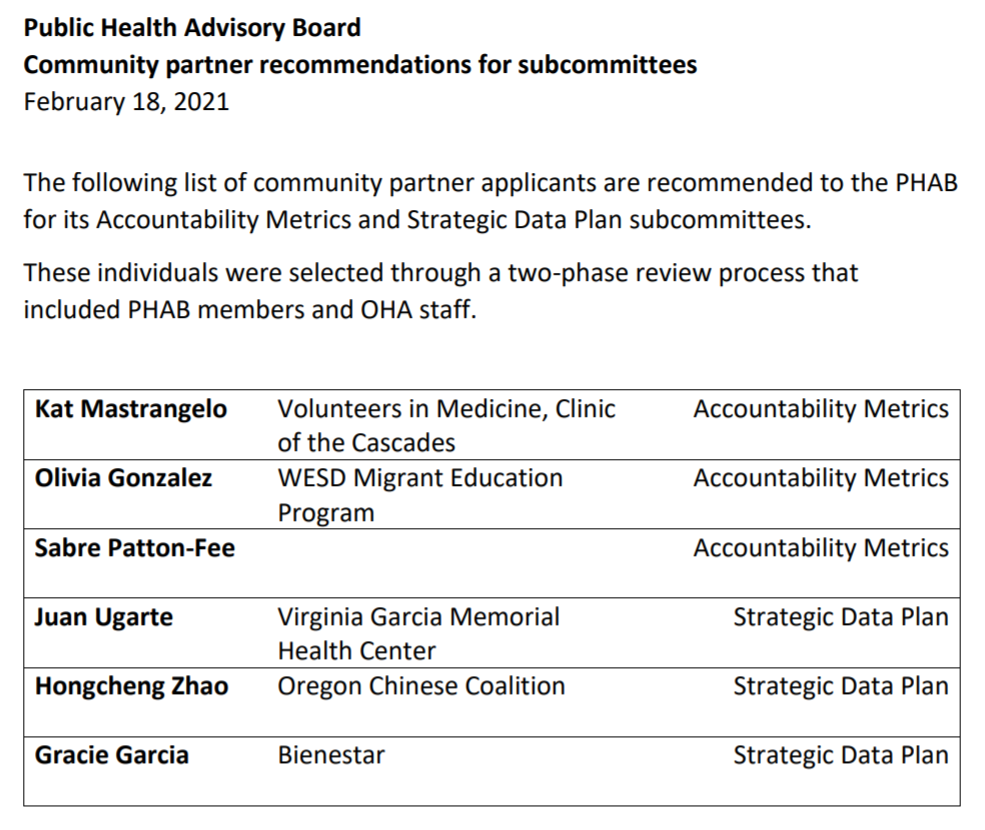 Public Health Advisory Board
Community partner recommendations for subcommittees
February 18, 2021
The following list of community partner applicants are recommended to the PHAB
for its Accountability Metrics and Strategic Data Plan subcommittees.
These individuals were selected through a two-phase review process that
included PHAB members and OHA staff.
Kat Mastrangelo Volunteers in Medicine, Clinic Accountability Metrics
of the Cascades
Olivia Gonzalez WESD Migrant Education Accountability Metrics
Program
Sabre Patton-Fee Accountability Metrics
Juan Ugarte Virginia Garcia Memorial Strategic Data Plan
Health Center
Hongcheng Zhao Oregon Chinese Coalition Strategic Data Plan
Gracie Garcia Bienestar Strategic Data Plan